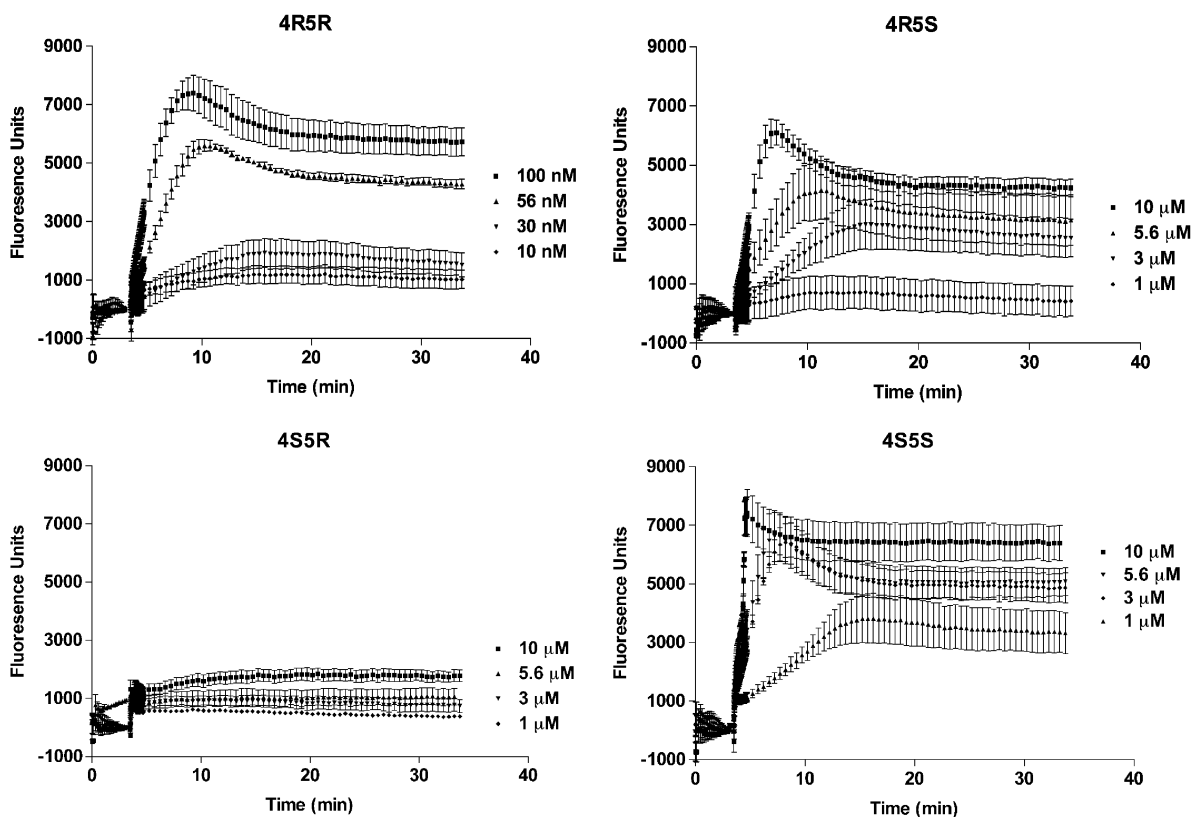 4R5R
9000
7000
5000
3000
1000
-1000
Fluoresence Units
0
10
20
30
40
Time (min)
100 nM
56 nM
30 nM
10 nM
4R5S
9000
7000
5000
3000
1000
-1000
Fluoresence Units
0
10
20
30
40
Time (min)
10 μM
5.6 μM
3 μM
1 μM
4S5R
9000
7000
5000
3000
1000
-1000
Fluoresence Units
0
10
20
30
40
Time (min)
10 μM
5.6 μM
3 μM
1 μM
4S5S
9000
7000
5000
3000
1000
-1000
Fluoresence Units
0
10
20
30
40
Time (min)
10 μM
5.6 μM
3 μM
1 μM